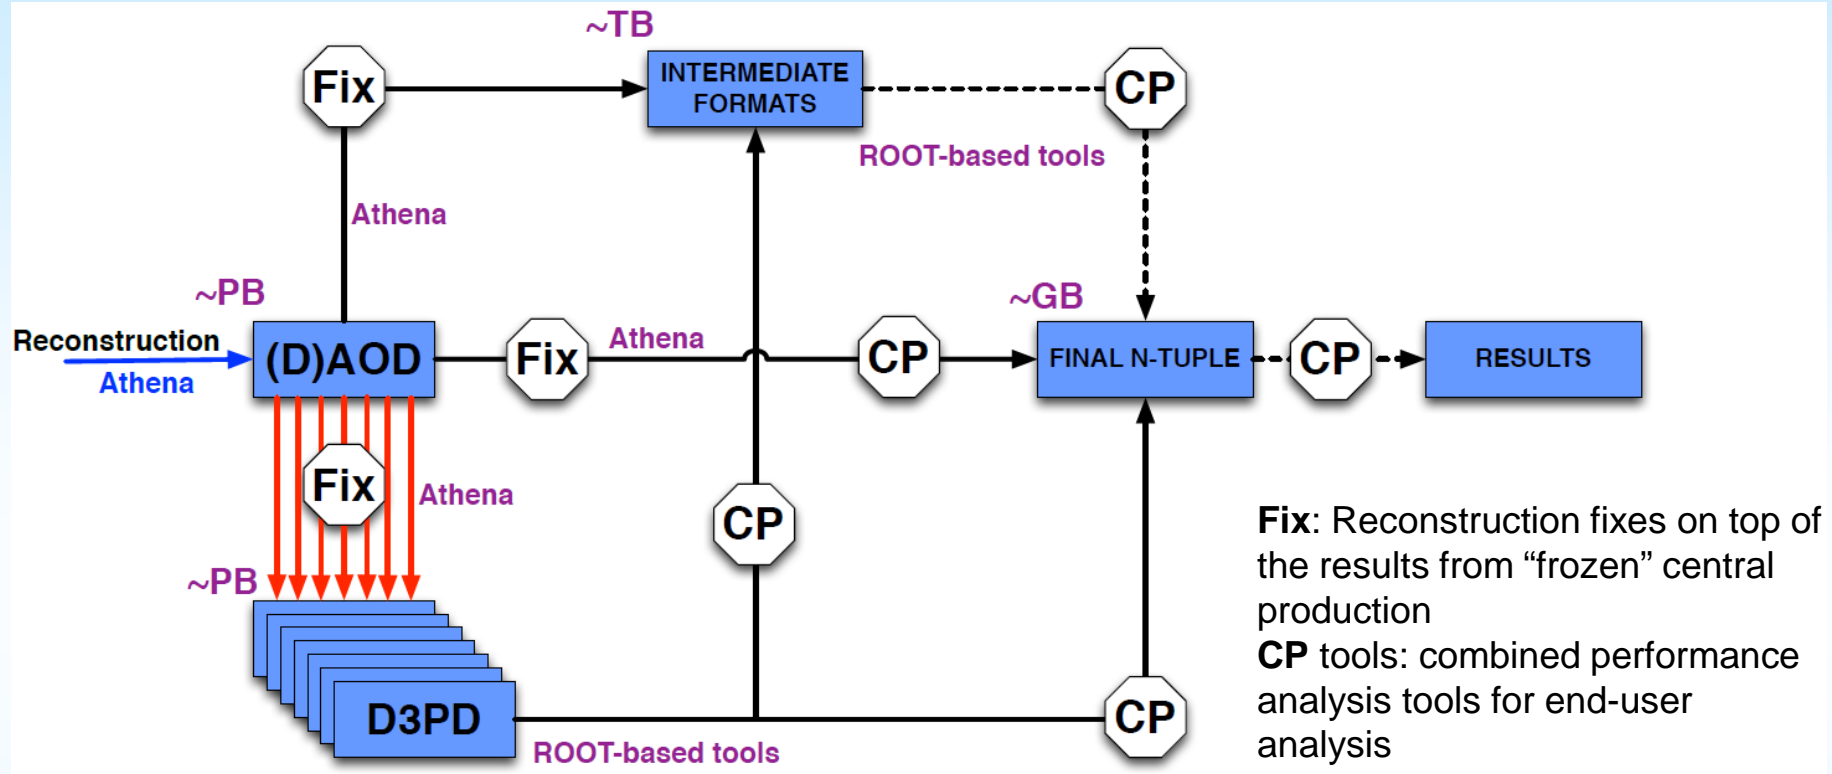 ~TB
Fix
INTERMEDIATE
FORMATS
CP
ROOT-based tools
Athena
~PB
~GB
Reconstruction
Athena
(D)AOD
Fix
Athena
CP
FINAL N-TUPLE
CP
RESULTS
Fix
Athena
CP
~PB
D3PD
ROOT-based tools
CP
Fix: Reconstruction fixes on top of
the results from “frozen” central
production
CP tools: combined performance
analysis tools for end-user
analysis